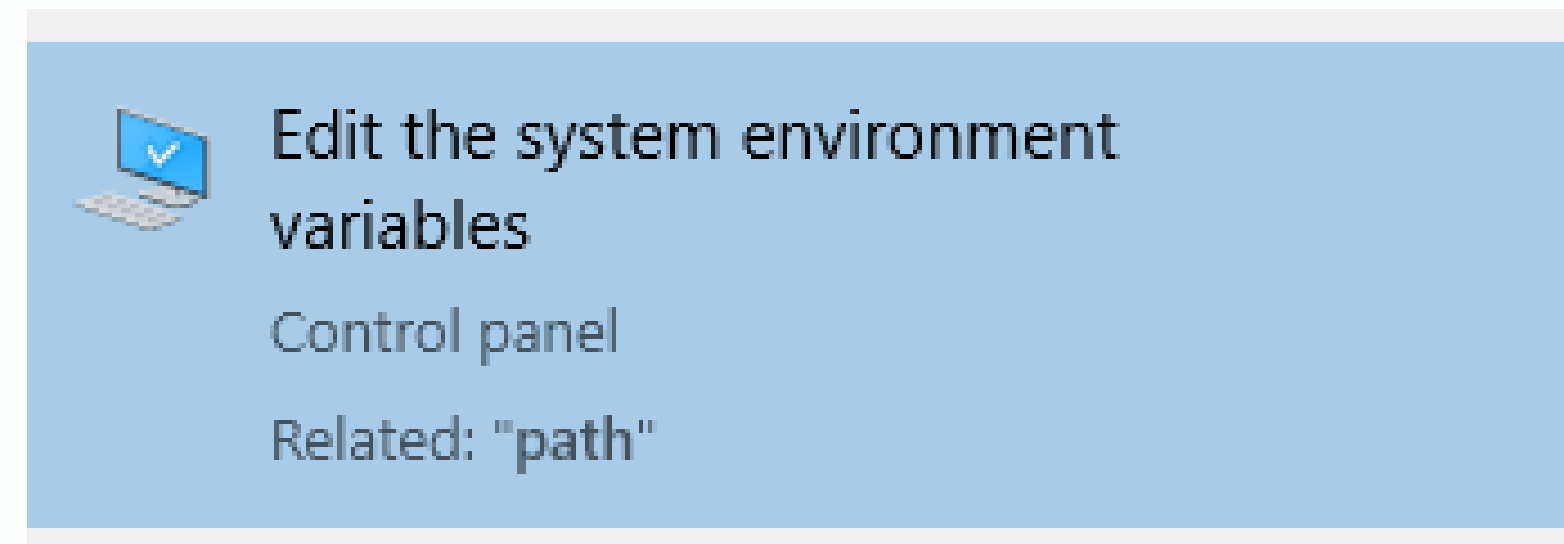 Edit the system environment
variables
Control panel
Related: "path"